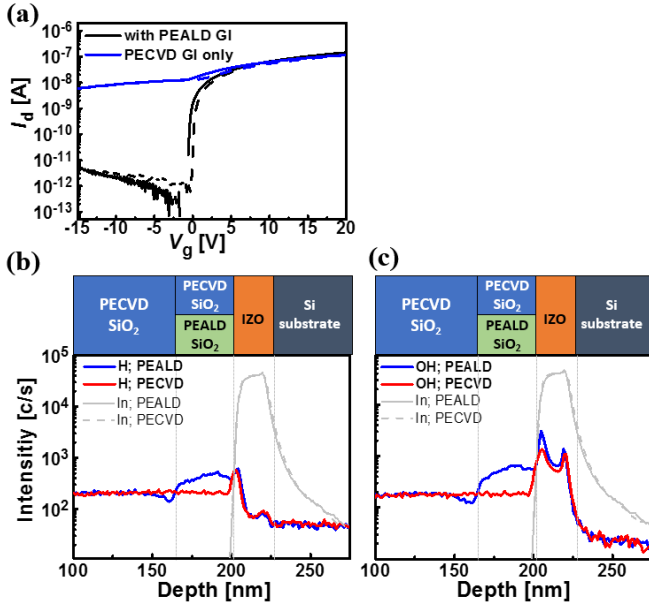 (a)
10^-6
10^-7
10^-8
10^-9
10^-10
10^-11
10^-12
10^-13
I_d [A]
with PEALD GI
PECVD GI only
-15 -10 -5 0 5 10 15 20
V_g [V]
(b)
PECVD
SiO2
PECVD
SiO2
PEALD
SiO2
IZO
Si
substrate
10^5
10^4
10^3
10^2
Intensitiy [c/s]
H; PEALD
H; PECVD
In; PEALD
In; PECVD
100 150 200 250
Depth [nm]
(c)
PECVD
SiO2
PECVD
SiO2
PEALD
SiO2
IZO
Si
substrate
OH; PEALD
OH; PECVD
In; PEALD
In; PECVD
100 150 200 250
Depth [nm]